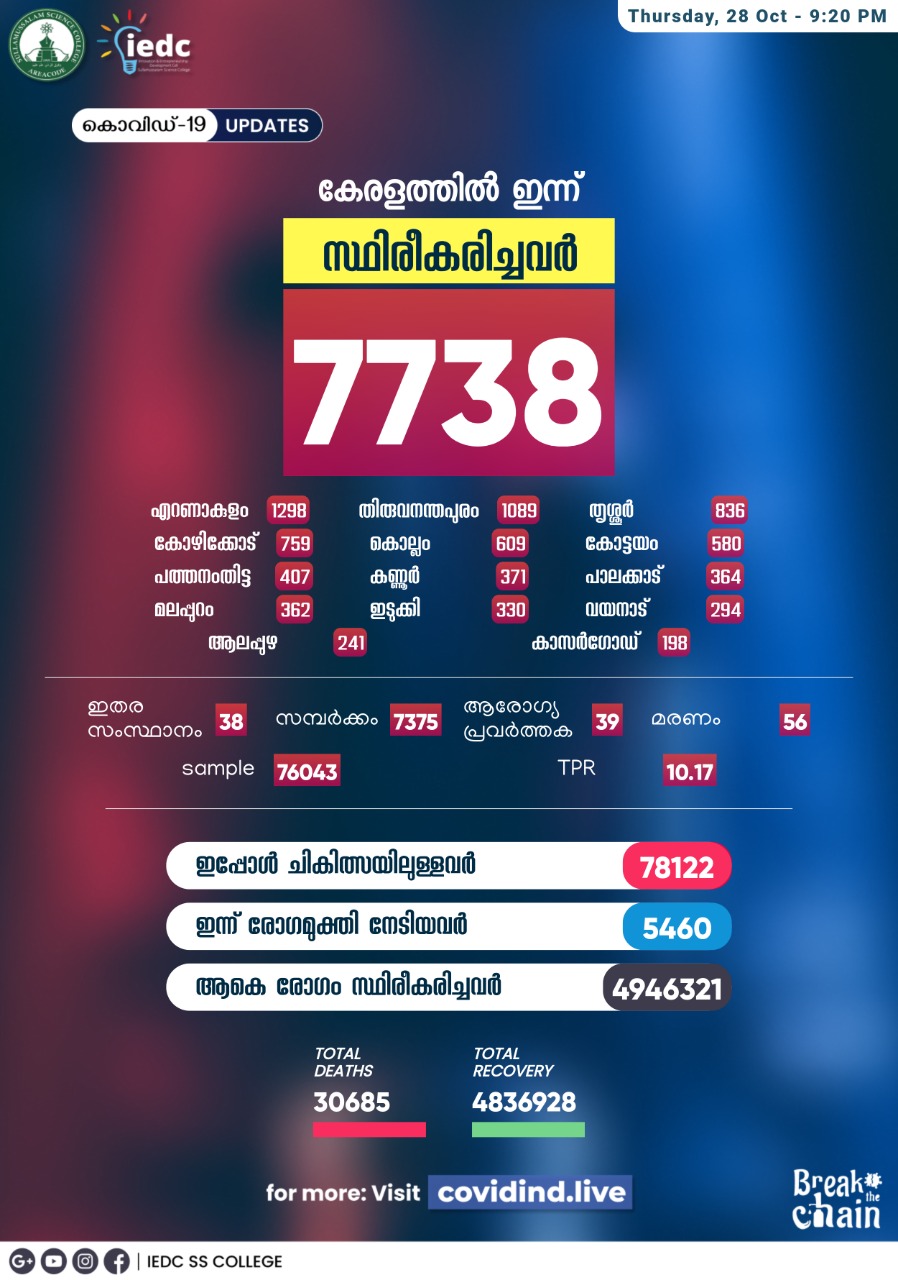 Thursday, 28 Oct - 9:20 PM
SULLAMUSSALAM SCIENCE COLLEGE
AREACODE
iedc
കൊവിഡ്-19 UPDATES
കേരളത്തിൽ ഇന്ന്
സ്ഥിരീകരിച്ചവർ
7738
എറണാകുളം 1298 തിരുവനന്തപുരം 1089 തൃശ്ശൂർ 836
കോഴിക്കോട് 759 കൊല്ലം 609 കോട്ടയം 580
പത്തനംതിട്ട 407 കണ്ണൂർ 371 പാലക്കാട് 364
മലപ്പുറം 362 ഇടുക്കി 330 വയനാട് 294
ആലപ്പുഴ 241 കാസർഗോഡ് 198
ഇതര
സംസ്ഥാനം 38 സമ്പർക്കം 7375 ആരോഗ്യ
പ്രവർത്തക 39 മരണം 56
sample 76043 TPR 10.17
ഇപ്പോൾ ചികിത്സയിലുള്ളവർ 78122
ഇന്ന് രോഗമുക്തി നേടിയവർ 5460
ആകെ രോഗം സ്ഥിരീകരിച്ചവർ 4946321
TOTAL
DEATHS
30685
TOTAL
RECOVERY
4836928
for more: Visit covidind.live
Break
the
chain
G+ | IEDC SS COLLEGE